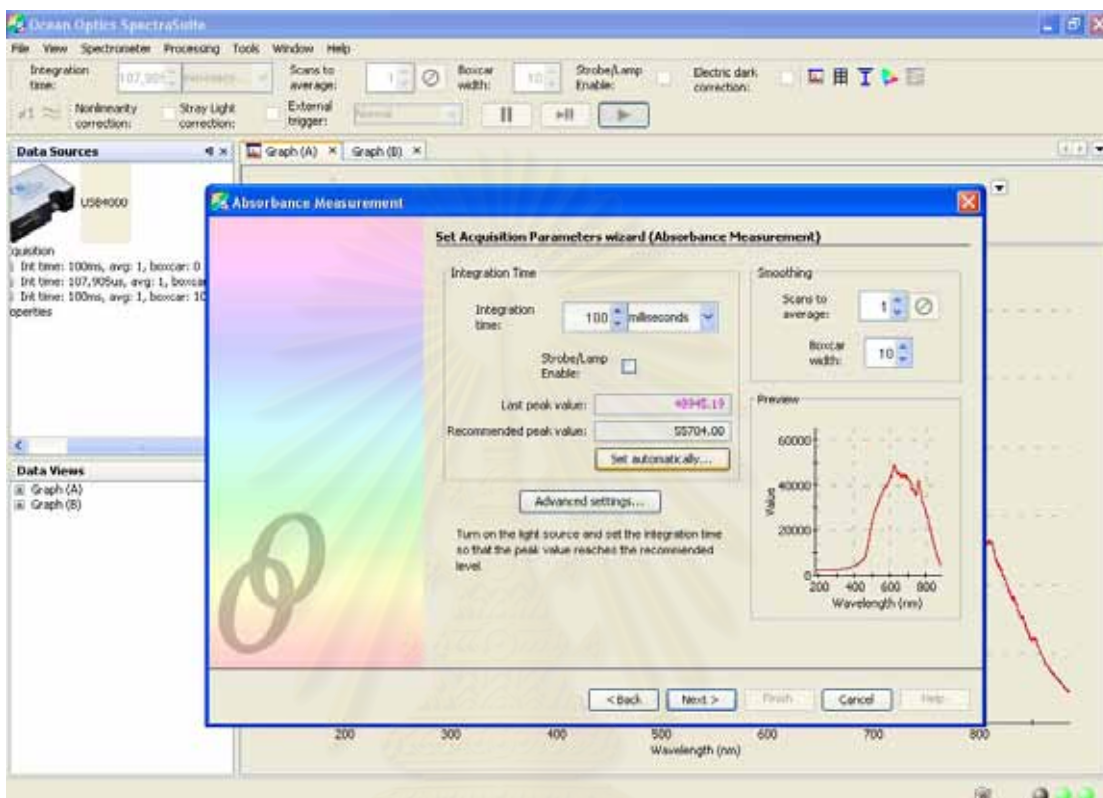 Ocean Optics SpectraSuite
File View Spectrometer Processing Tools Window Help
Integration time: 107,905
Scans to average: 1
Boxcar width: 10
Strobe/Lamp Enable:
Electric dark correction:
Nonlinearity correction:
Stray Light correction:
External trigger: Normal
Data Sources
Graph (A) Graph (B)
USB4000
quisition
Int time: 100ms, avg: 1, boxcar: 0
Int time: 107,905us, avg: 1, boxcar
Int time: 100ms, avg: 1, boxcar: 10
operties
Data Views
Graph (A)
Graph (B)
Absorbance Measurement
Set Acquisition Parameters wizard (Absorbance Measurement)
Integration Time
Integration time: 100 milliseconds
Strobe/Lamp Enable:
Last peak value:
Recommended peak value: 55704.00
Set automatically...
Advanced settings...
Turn on the light source and set the integration time
so that the peak value reaches the recommended
level
Smoothing
Scans to average: 1
Boxcar width: 10
Preview
60000
40000
20000
0
Value
200 400 600 800
Wavelength (nm)
< Back Next > Finish Cancel Help
200 300 400 500 600 700 800
Wavelength (nm)